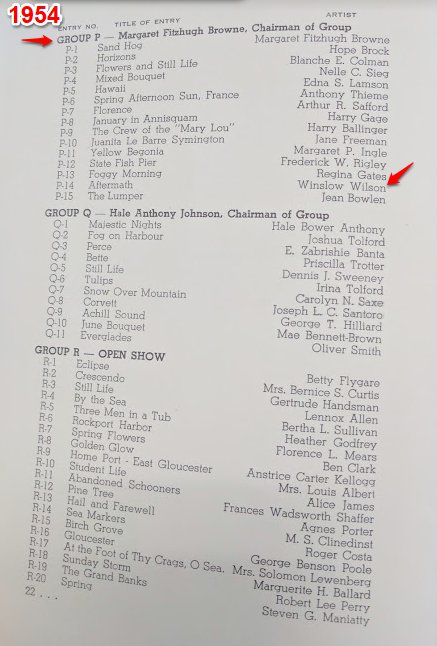 1954
ENTRY NO. TITLE OF ENTRY ARTIST
GROUP P — Margaret Fitzhugh Browne, Chairman of Group
P-1 Sand Hog Margaret Fitzhugh Browne
P-2 Horizons Hope Brock
P-3 Flowers and Still Life Blanche E. Colman
P-4 Mixed Bouquet Nelle C. Sieg
P-5 Hawaii Edna S. Lamson
P-6 Spring Afternoon Sun, France Anthony Thieme
P-7 Florence Arthur R. Safford
P-8 January in Annisquam Harry Gage
P-9 The Crew of the "Mary Lou" Harry Ballinger
P-10 Juanita Le Barre Symington Jane Freeman
P-11 Yellow Begonia Margaret P. Ingle
P-12 State Fish Pier Frederick W. Rigley
P-13 Foggy Morning Regina Gates
P-14 Aftermath Winslow Wilson
P-15 The Lumper Jean Bowlen
GROUP Q — Hale Anthony Johnson, Chairman of Group
Q-1 Majestic Nights Hale Bower Anthony
Q-2 Fog on Harbour Joshua Tolford
Q-3 Perce E. Zabrishie Banta
Q-4 Bette Priscilla Trotter
Q-5 Still Life Dennis J. Sweeney
Q-6 Tulips Irina Tolford
Q-7 Snow Over Mountain Carolyn N. Saxe
Q-8 Corvett Joseph L. C. Santoro
Q-9 Achill Sound George T. Hilliard
Q-10 June Bouquet Mae Bennett-Brown
Q-11 Everglades Oliver Smith
GROUP R — OPEN SHOW
R-1 Eclipse Betty Flygare
R-2 Crescendo Mrs. Bernice S. Curtis
R-3 Still Life Gertrude Handsman
R-4 By the Sea Lennox Allen
R-5 Three Men in a Tub Bertha L. Sullivan
R-6 Rockport Harbor Heather Godfrey
R-7 Spring Flowers Florence L. Mears
R-8 Golden Glow Ben Clark
R-9 Home Port - East Gloucester Anstrice Carter Kellogg
R-10 Student Life Mrs. Louis Albert
R-11 Abandoned Schooners Alice James
R-12 Pine Tree Frances Wadsworth Shaffer
R-13 Hail and Farewell Agnes Porter
R-14 Sea Markers M. S. Clinedinst
R-15 Birch Grove Roger Costa
R-16 Gloucester George Benson Poole
R-17 At the Foot of Thy Crags, O Sea. Mrs. Solomon Lewenberg
R-18 Sunday Storm Marguerite H. Ballard
R-19 The Grand Banks Robert Lee Perry
R-20 Spring Steven G. Maniatty
22 . . .